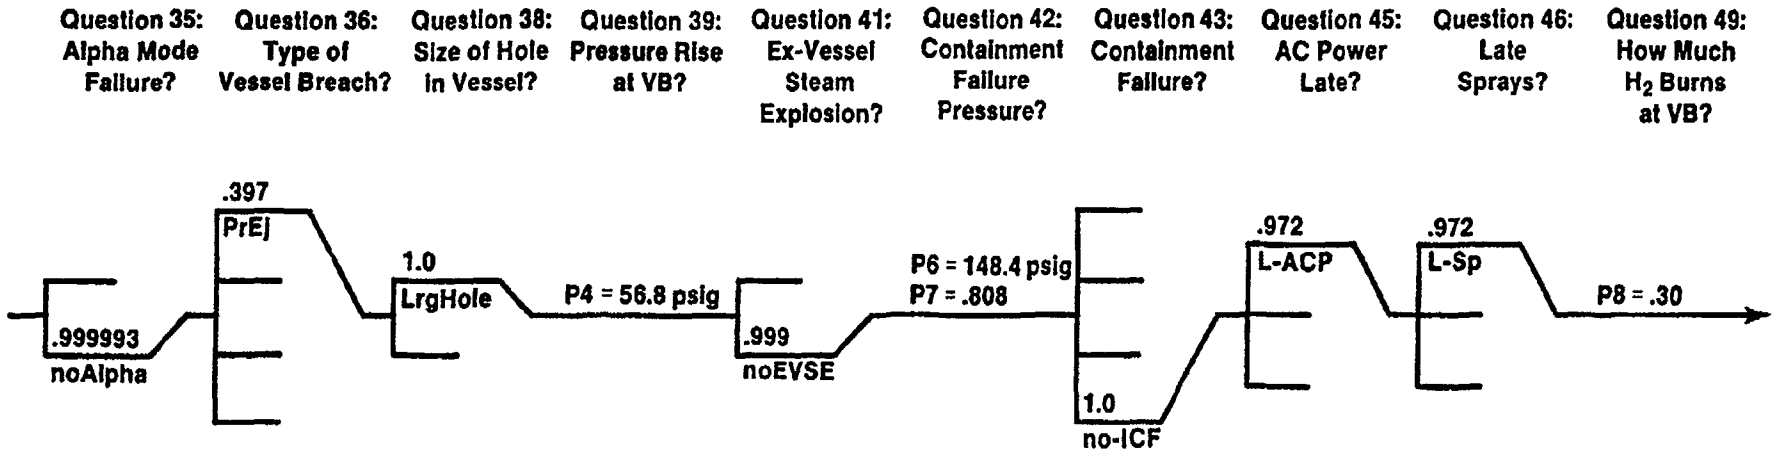 Question 35:
Alpha Mode
Failure?
Question 36:
Type of
Vessel Breach?
Question 38:
Size of Hole
in Vessel?
Question 39:
Pressure Rise
at VB?
Question 41:
Ex-Vessel
Steam
Explosion?
Question 42:
Containment
Failure
Pressure?
Question 43:
Containment
Failure?
Question 45:
AC Power
Late?
Question 46:
Late
Sprays?
Question 49:
How Much
H2 Burns
at VB?
.999993
noAlpha
.397
PrEj
1.0
LrgHole
P4 = 56.8 psig
.999
noEVSE
P6 = 148.4 psig
P7 = .808
1.0
no-ICF
.972
L-ACP
.972
L-Sp
P8 = .30